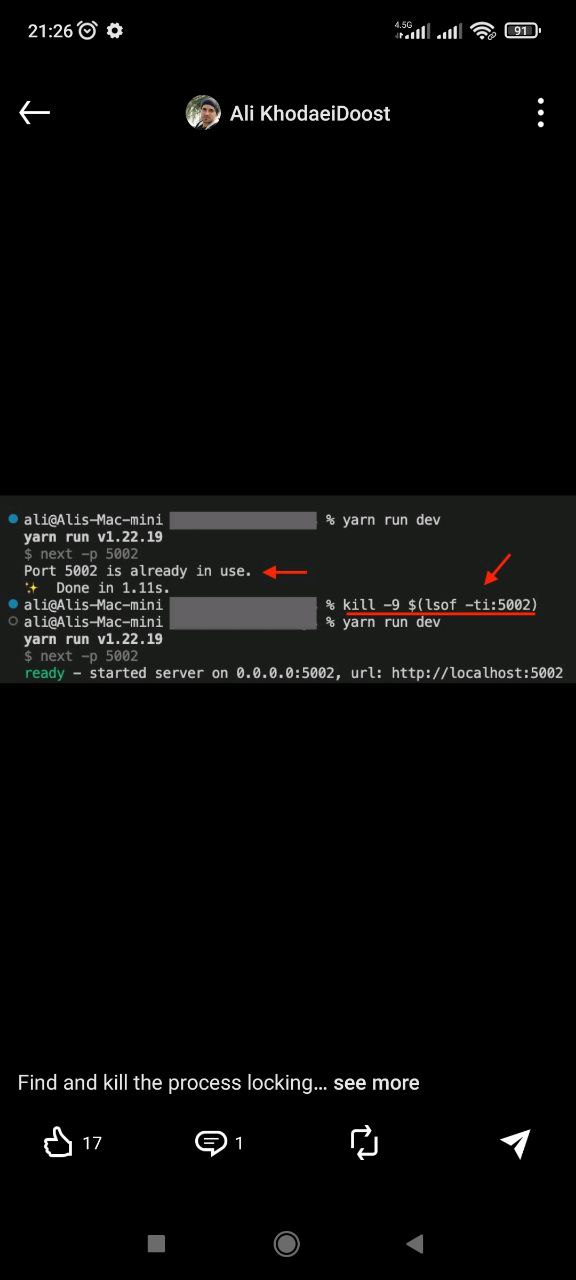 21:26
4.5G
91
Ali KhodaeiDoost
ali@Alis-Mac-mini % yarn run dev
yarn run v1.22.19
$ next -p 5002
Port 5002 is already in use.
✨ Done in 1.11s.
ali@Alis-Mac-mini % kill -9 $(lsof -ti:5002)
ali@Alis-Mac-mini % yarn run dev
yarn run v1.22.19
$ next -p 5002
ready - started server on 0.0.0.0:5002, url: http://localhost:5002
Find and kill the process locking... see more
17
1